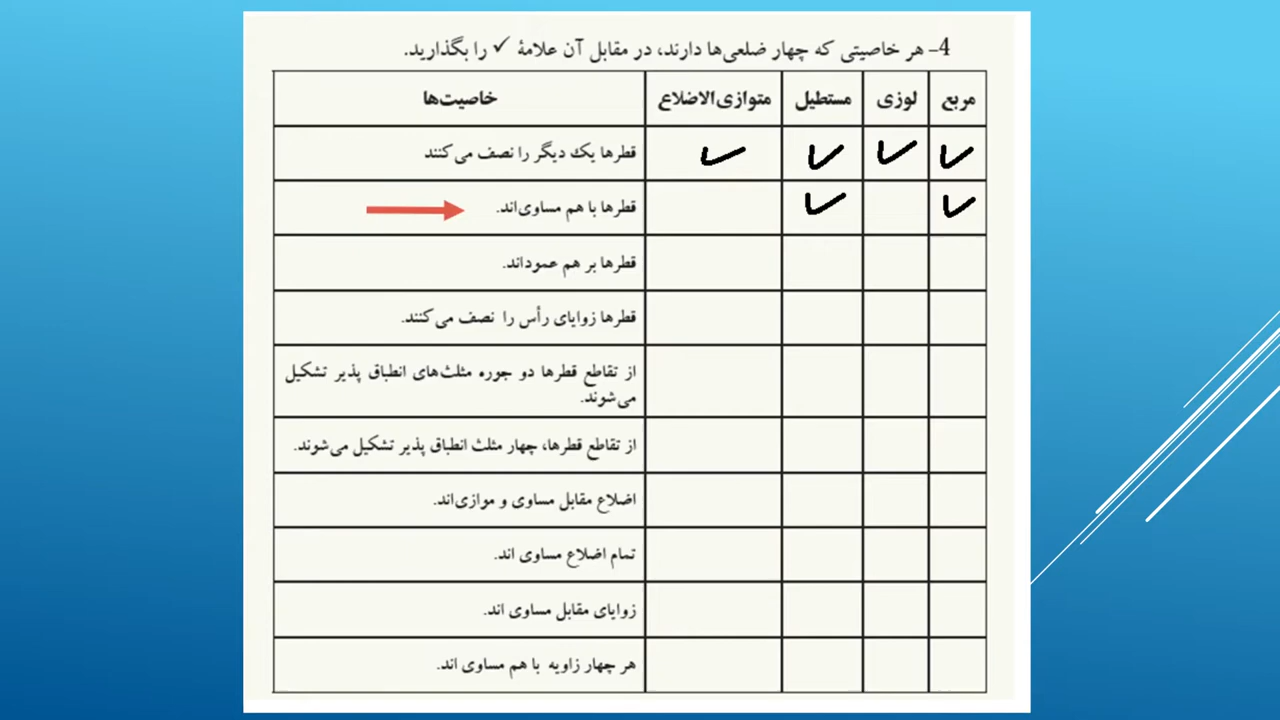 4- هر خاصیتی که چهار ضلعی‌ها دارند، در مقابل آن علامهٔ ✓ را بگذارید.
مربع لوزی مستطیل متوازی‌الاضلاع خاصیت‌ها
✓ ✓ ✓ ✓ قطرها یک دیگر را نصف می‌کنند
✓ ✓ قطرها با هم مساوی‌اند.
قطرها بر هم عموداند.
قطرها زوایای رأس را نصف می‌کنند.
از تقاطع قطرها دو جوره مثلث‌های انطباق پذیر تشکیل
می‌شوند.
از تقاطع قطرها، چهار مثلث انطباق پذیر تشکیل می‌شوند.
اضلاع مقابل مساوی و موازی‌اند.
تمام اضلاع مساوی اند.
زوایای مقابل مساوی اند.
هر چهار زاویه با هم مساوی اند.